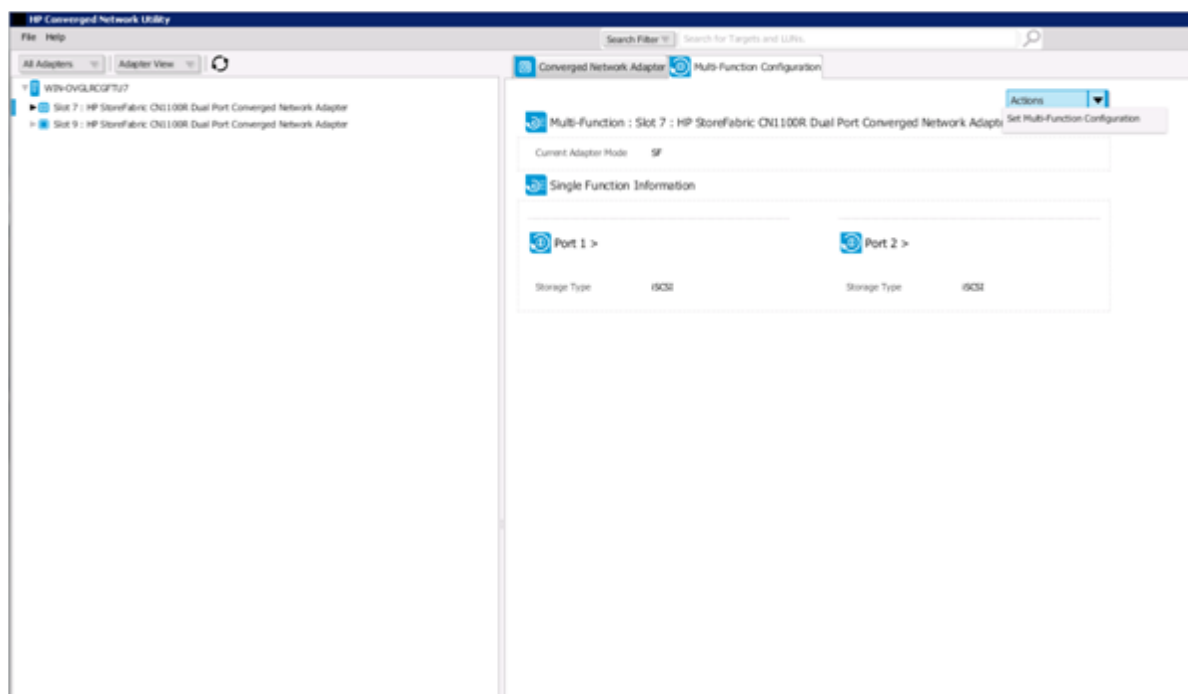 HP Converged Network Utility
File Help
Search Filter Search for Targets and LUNs.
All Adapters Adapter View
Converged Network Adapter Multi-Function Configuration
WIN-OVGLRCGFTU7
Slot 7 : HP StoreFabric CN1100R Dual Port Converged Network Adapter
Slot 9 : HP StoreFabric CN1100R Dual Port Converged Network Adapter
Actions
Set Multi-Function Configuration
Multi-Function : Slot 7 : HP StoreFabric CN1100R Dual Port Converged Network Adapt
Current Adapter Mode SF
Single Function Information
Port 1 > Port 2 >
Storage Type iSCSI Storage Type iSCSI